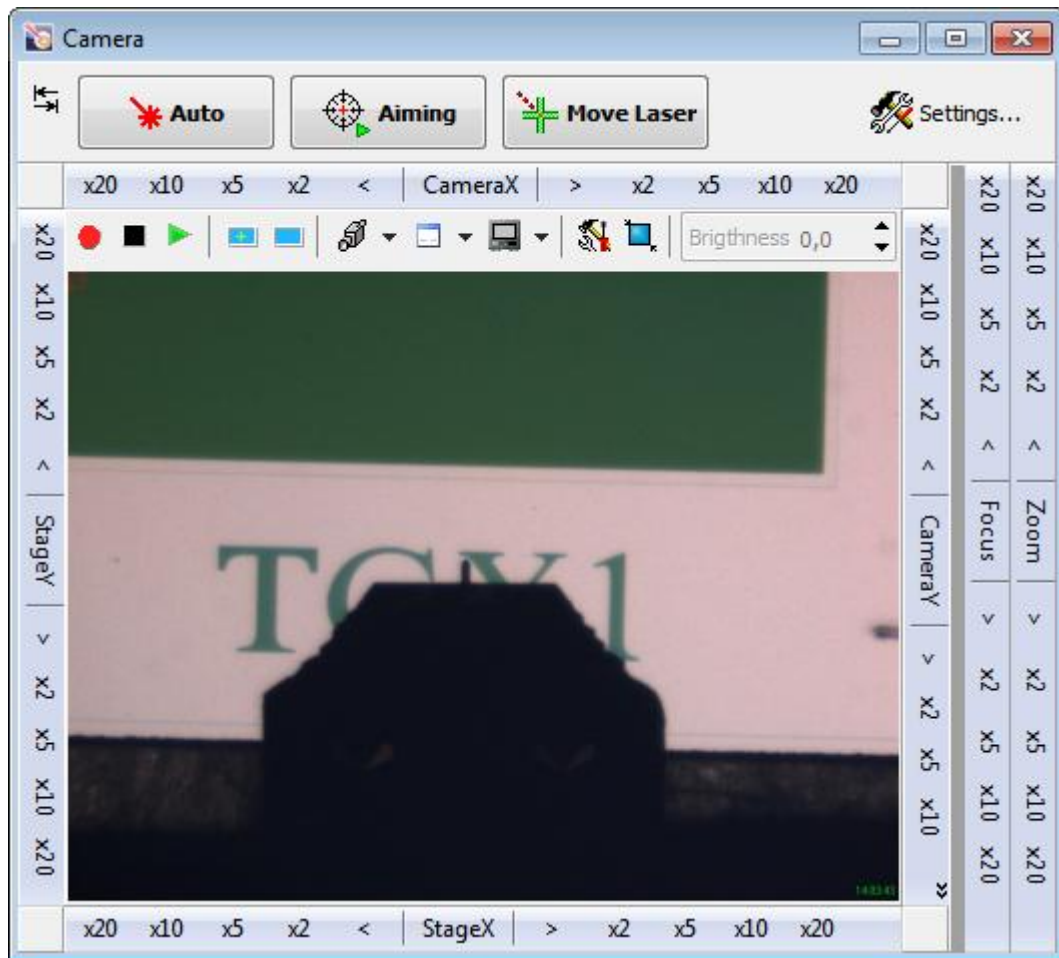 Camera
Auto
Aiming
Move Laser
Settings...
x20 x10 x5 x2 < CameraX > x2 x5 x10 x20
Brigthness 0,0
x20 x10 x5 x2 < StageY > x2 x5 x10 x20
TGX1
x20 x10 x5 x2 < CameraY > x2 x5 x10
x20 x10 x5 x2 < Focus > x2 x5 x10 x20
x20 x10 x5 x2 < Zoom > x2 x5 x10 x20
x20 x10 x5 x2 < StageX > x2 x5 x10 x20